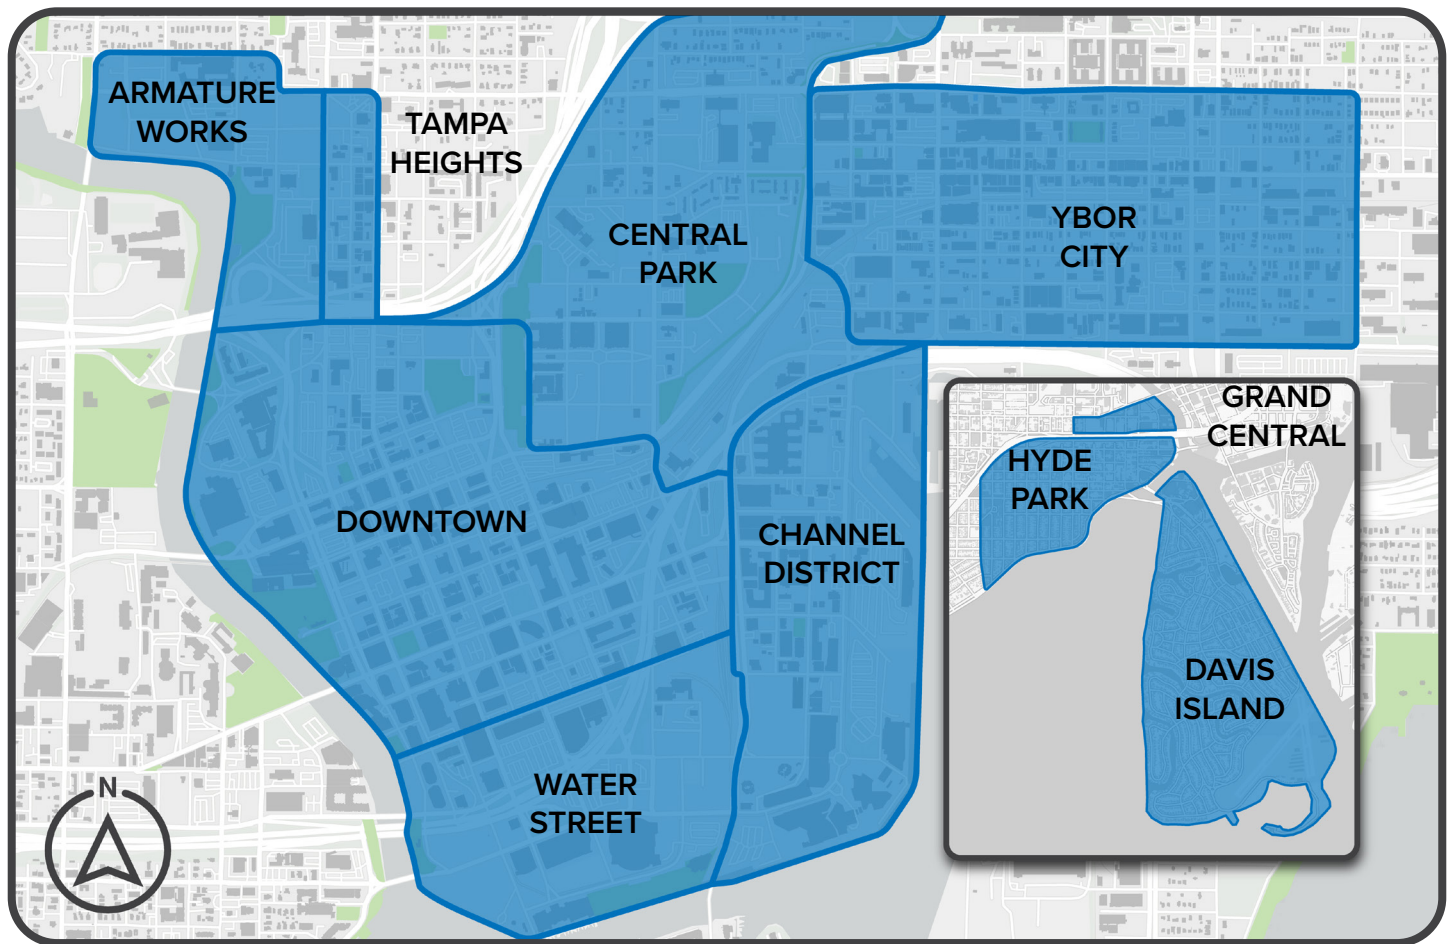 ARMATURE
WORKS
TAMPA
HEIGHTS
CENTRAL
PARK
YBOR
CITY
GRAND
CENTRAL
HYDE
PARK
DOWNTOWN
CHANNEL
DISTRICT
DAVIS
ISLAND
WATER
STREET
N